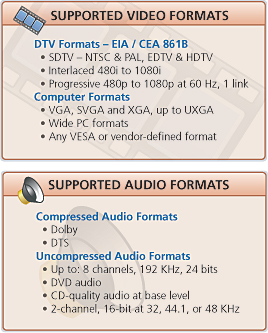 SUPPORTED VIDEO FORMATS
DTV Formats – EIA / CEA 861B
• SDTV – NTSC & PAL, EDTV & HDTV
• Interlaced 480i to 1080i
• Progressive 480p to 1080p at 60 Hz, 1 link
Computer Formats
• VGA, SVGA and XGA, up to UXGA
• Wide PC formats
• Any VESA or vendor-defined format
SUPPORTED AUDIO FORMATS
Compressed Audio Formats
• Dolby
• DTS
Uncompressed Audio Formats
• Up to: 8 channels, 192 KHz, 24 bits
• DVD audio
• CD-quality audio at base level
• 2-channel, 16-bit at 32, 44.1, or 48 KHz